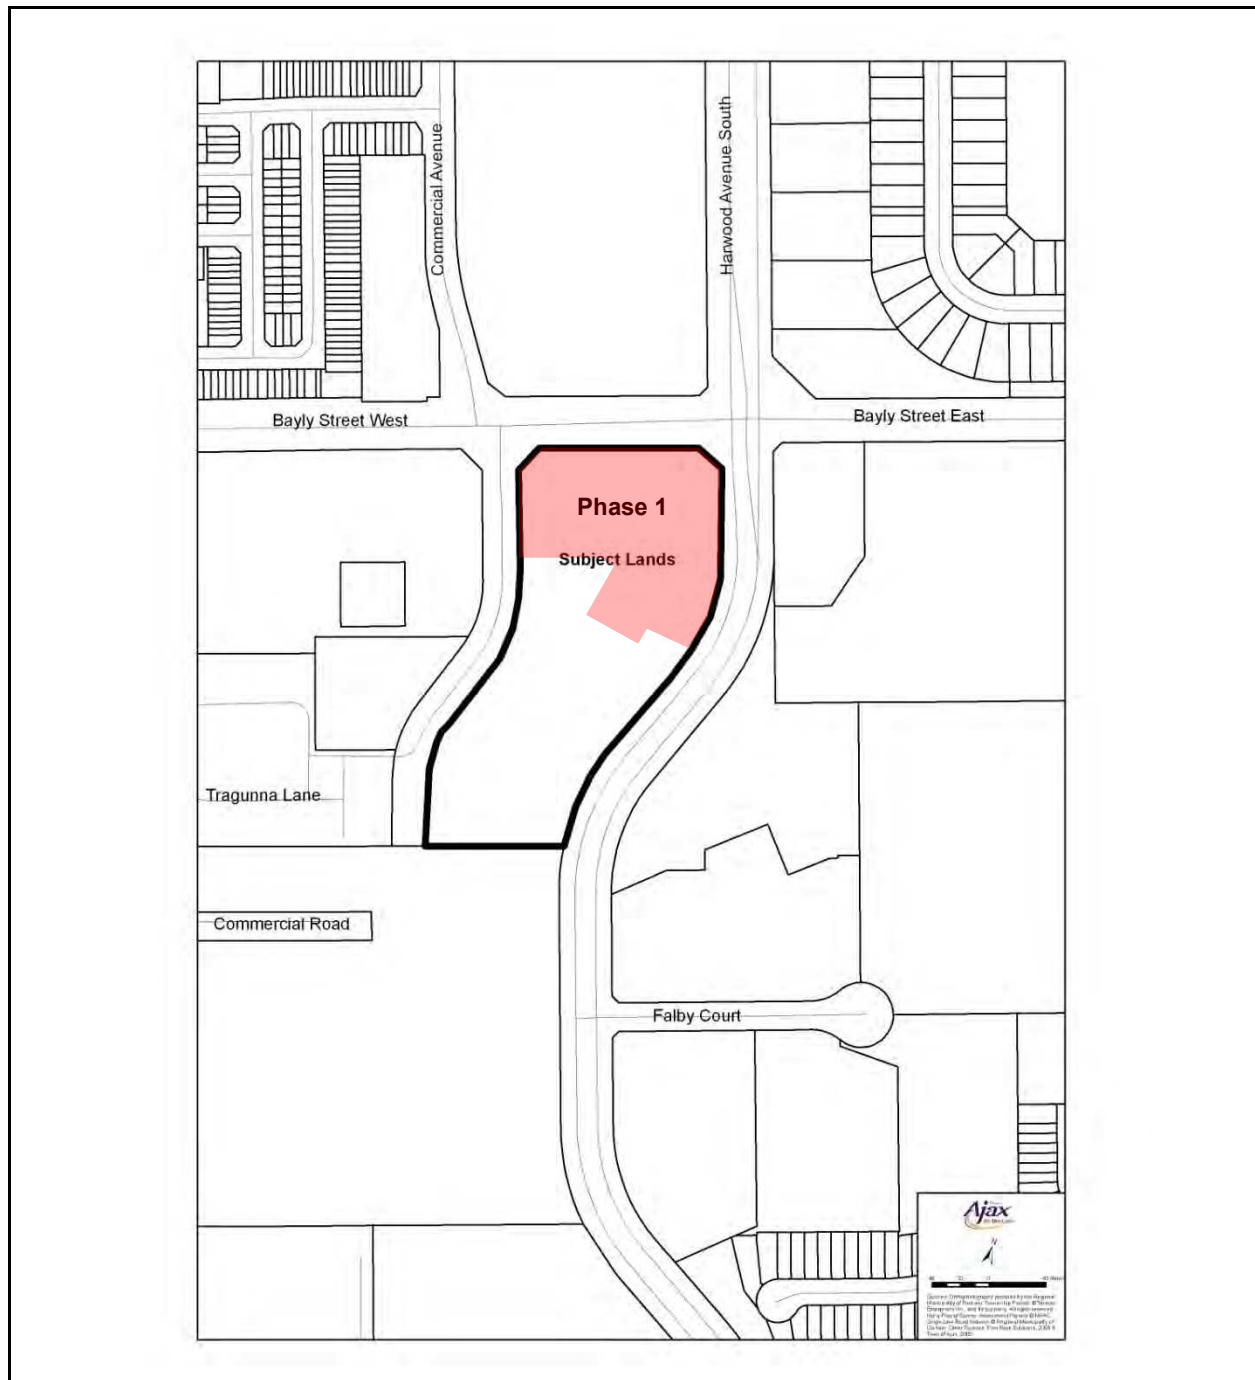 Commercial Avenue
Harwood Avenue South
Bayly Street West
Bayly Street East
Phase 1
Subject Lands
Tragunna Lane
Commercial Road
Falby Court
Ajax
N